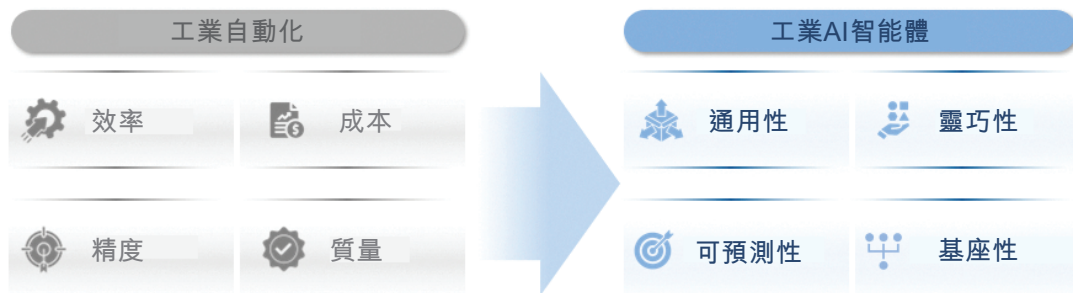 工業自動化
效率
成本
精度
質量
工業AI智能體
通用性
靈巧性
可預測性
基座性